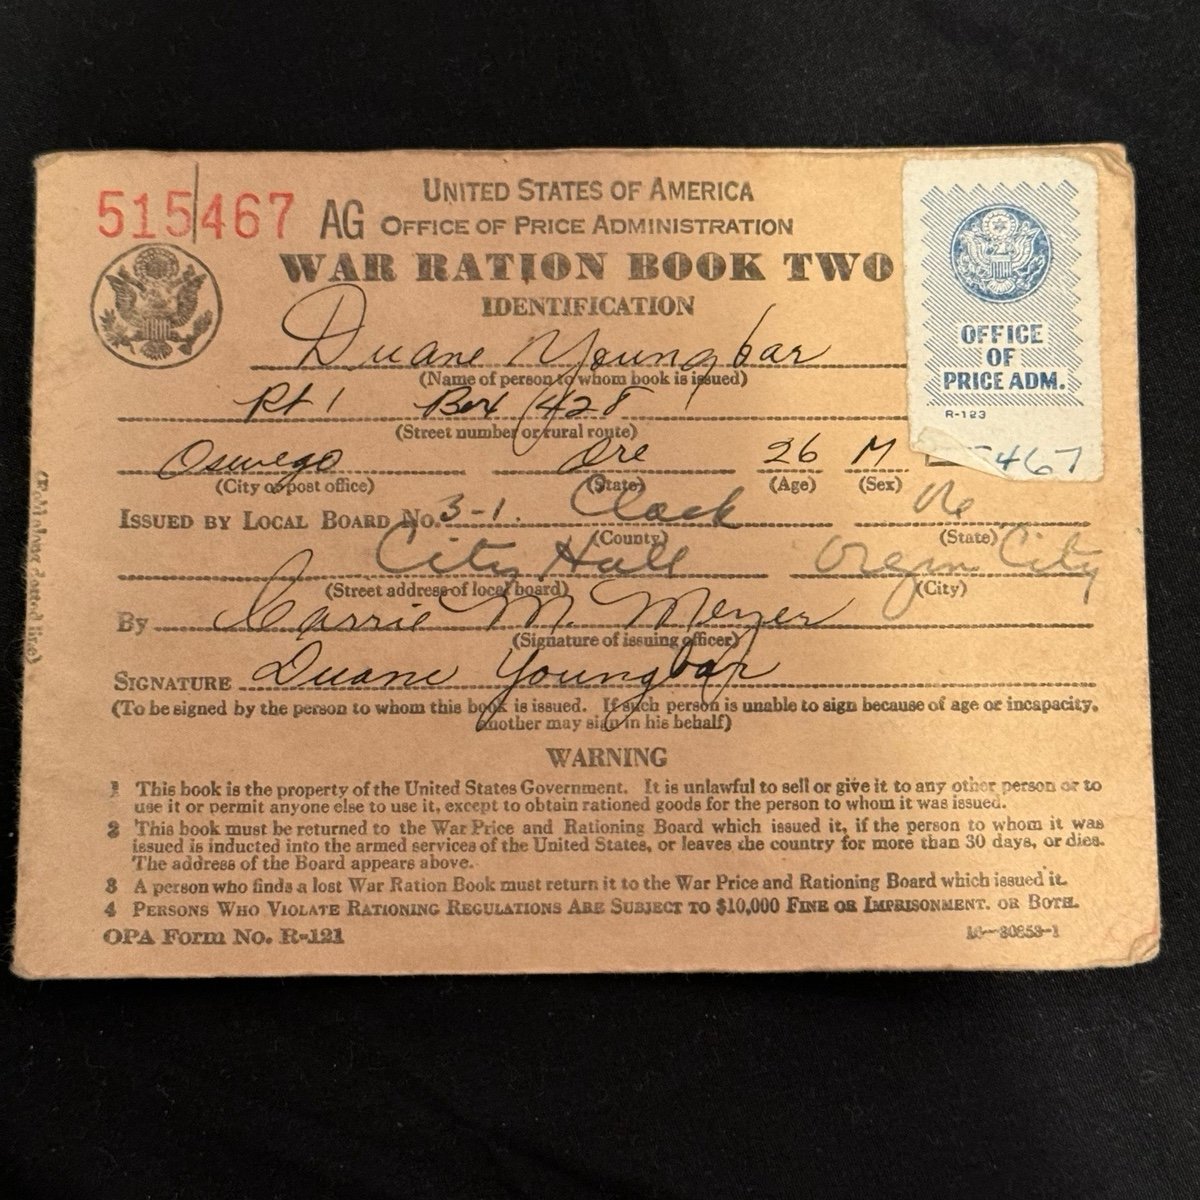 515467 AG
UNITED STATES OF AMERICA
OFFICE OF PRICE ADMINISTRATION
WAR RATION BOOK TWO
IDENTIFICATION
OFFICE
OF
PRICE ADM.
R-123
467
Duane Youngbar
(Name of person to whom book is issued)
Rt 1 Box 428
(Street number or rural route)
Oswego Ore 26 M
(City or post office) (State) (Age) (Sex)
ISSUED BY LOCAL BOARD No. 3-1. Clack Ore
(County) (State)
City Hall Oregon City
(Street address of local board) (City)
By Carrie M. Meyer
(Signature of issuing officer)
SIGNATURE Duane Youngbar
(To be signed by the person to whom this book is issued. If such person is unable to sign because of age or incapacity,
another may sign in his behalf)
WARNING
1 This book is the property of the United States Government. It is unlawful to sell or give it to any other person or to
use it or permit anyone else to use it, except to obtain rationed goods for the person to whom it was issued.
2 This book must be returned to the War Price and Rationing Board which issued it, if the person to whom it was
issued is inducted into the armed services of the United States, or leaves the country for more than 30 days, or dies.
The address of the Board appears above.
3 A person who finds a lost War Ration Book must return it to the War Price and Rationing Board which issued it.
4 PERSONS WHO VIOLATE RATIONING REGULATIONS ARE SUBJECT TO $10,000 FINE OR IMPRISONMENT, OR BOTH.
OPA Form No. R-121
16-30853-1